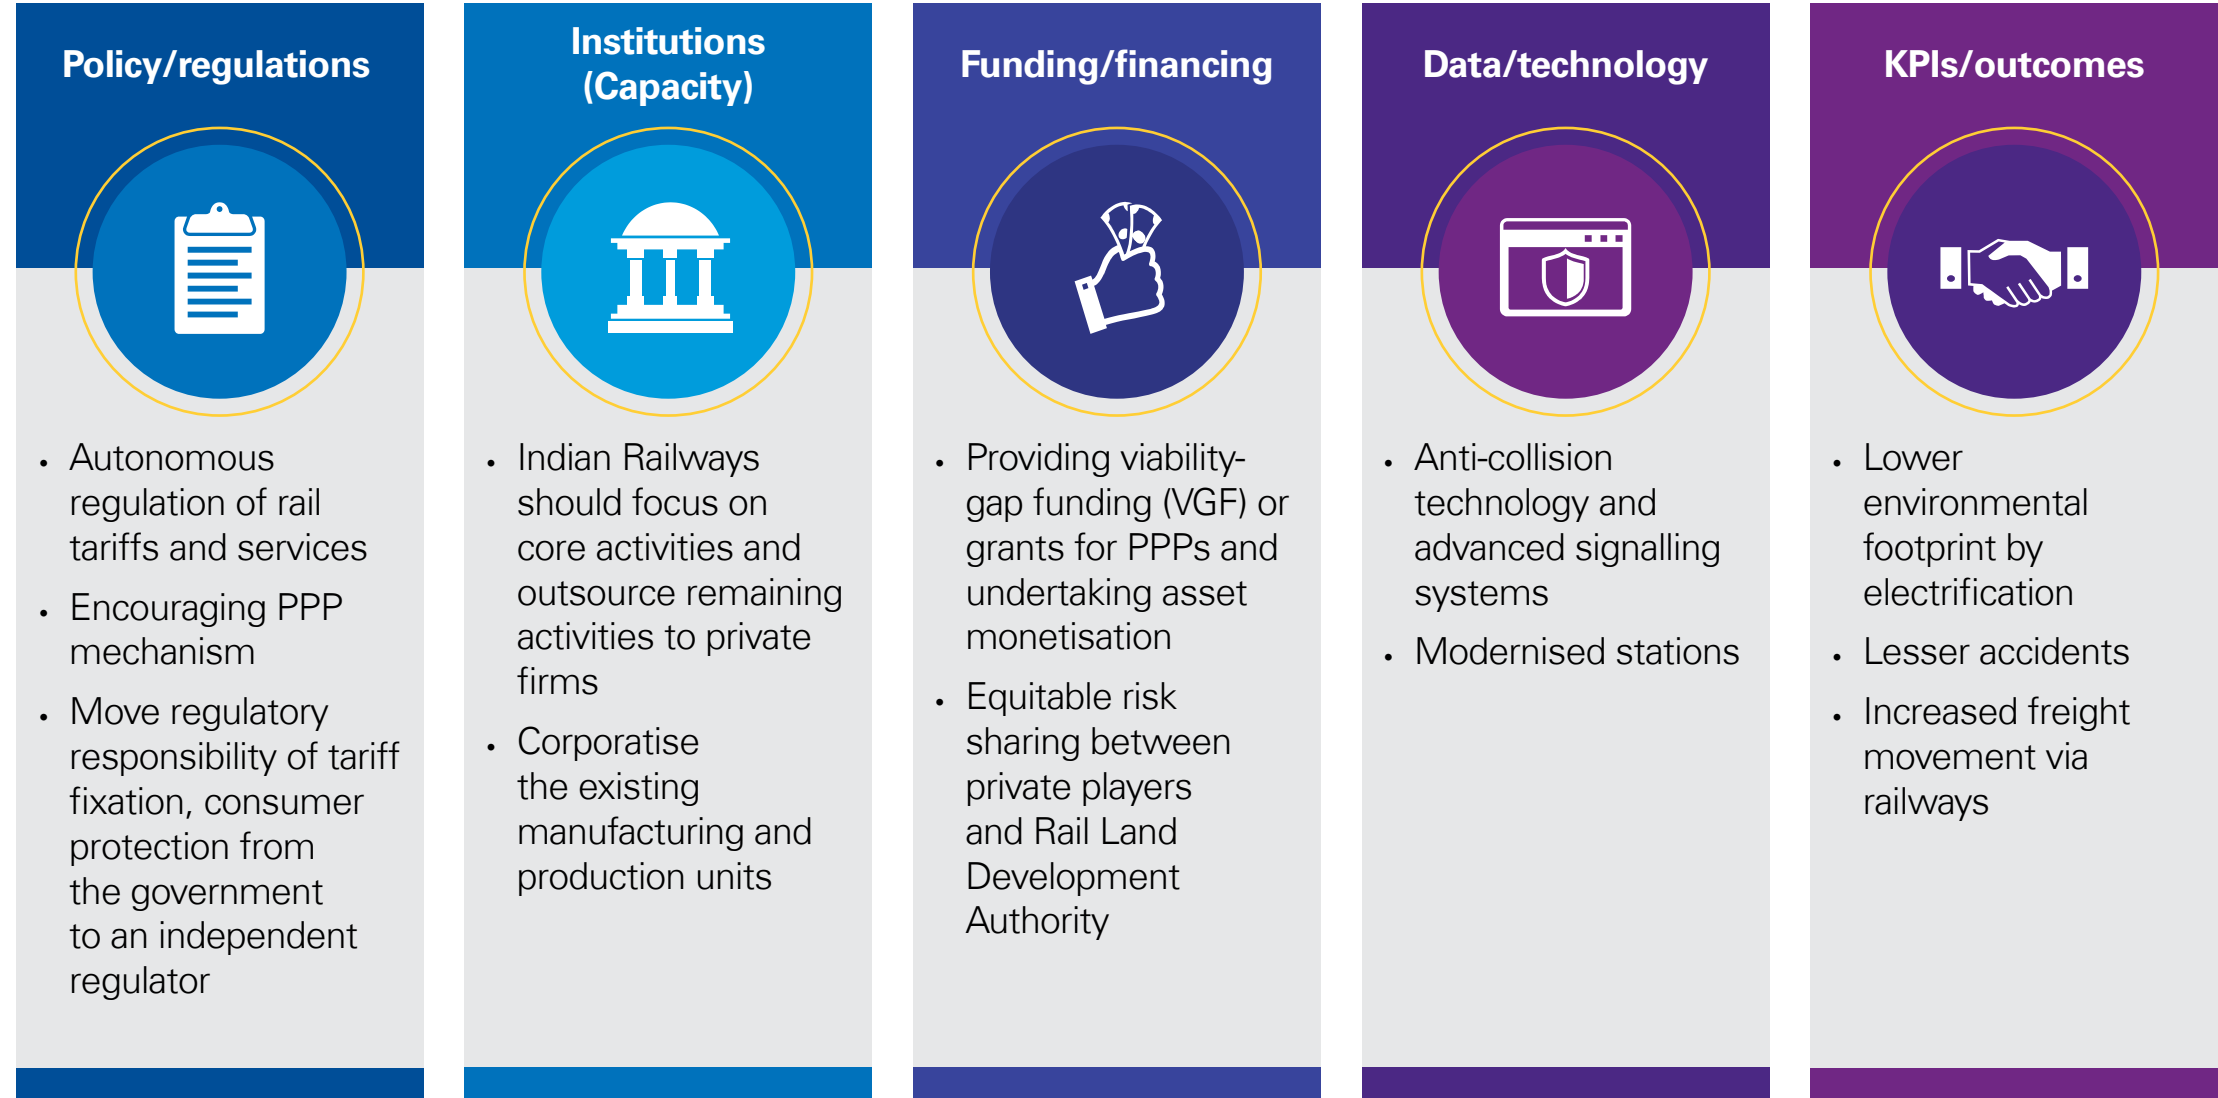 Policy/regulations
• Autonomous
regulation of rail
tariffs and services
• Encouraging PPP
mechanism
• Move regulatory
responsibility of tariff
fixation, consumer
protection from
the government
to an independent
regulator
Institutions
(Capacity)
• Indian Railways
should focus on
core activities and
outsource remaining
activities to private
firms
• Corporatise
the existing
manufacturing and
production units
Funding/financing
• Providing viability-
gap funding (VGF) or
grants for PPPs and
undertaking asset
monetisation
• Equitable risk
sharing between
private players
and Rail Land
Development
Authority
Data/technology
• Anti-collision
technology and
advanced signalling
systems
• Modernised stations
KPIs/outcomes
• Lower
environmental
footprint by
electrification
• Lesser accidents
• Increased freight
movement via
railways